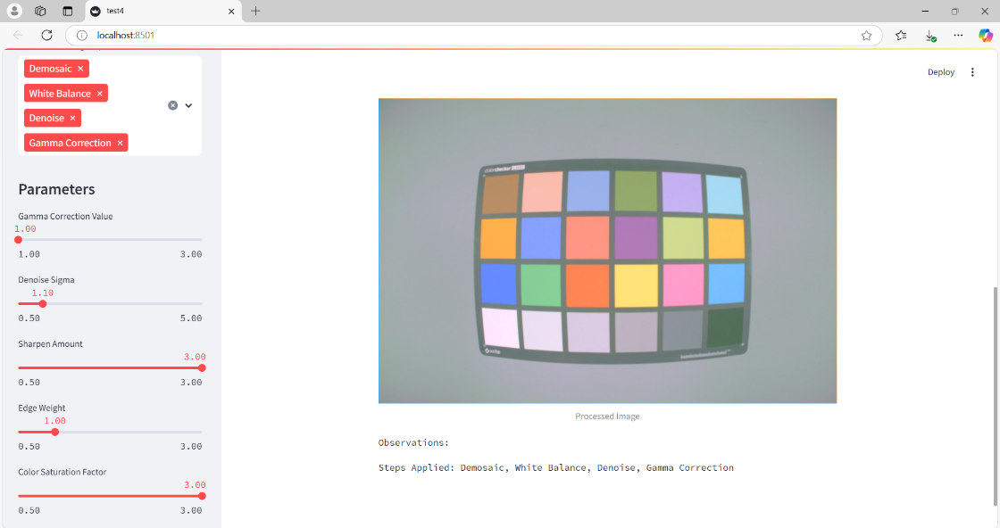 test4
localhost:8501
Demosaic ×
White Balance ×
Denoise ×
Gamma Correction ×
Parameters
Gamma Correction Value
1.00
1.00 3.00
Denoise Sigma
1.10
0.50 5.00
Sharpen Amount
3.00
0.50 3.00
Edge Weight
1.00
0.50 3.00
Color Saturation Factor
3.00
0.50 3.00
Deploy
colorchecker
Processed Image
Observations:
Steps Applied: Demosaic, White Balance, Denoise, Gamma Correction